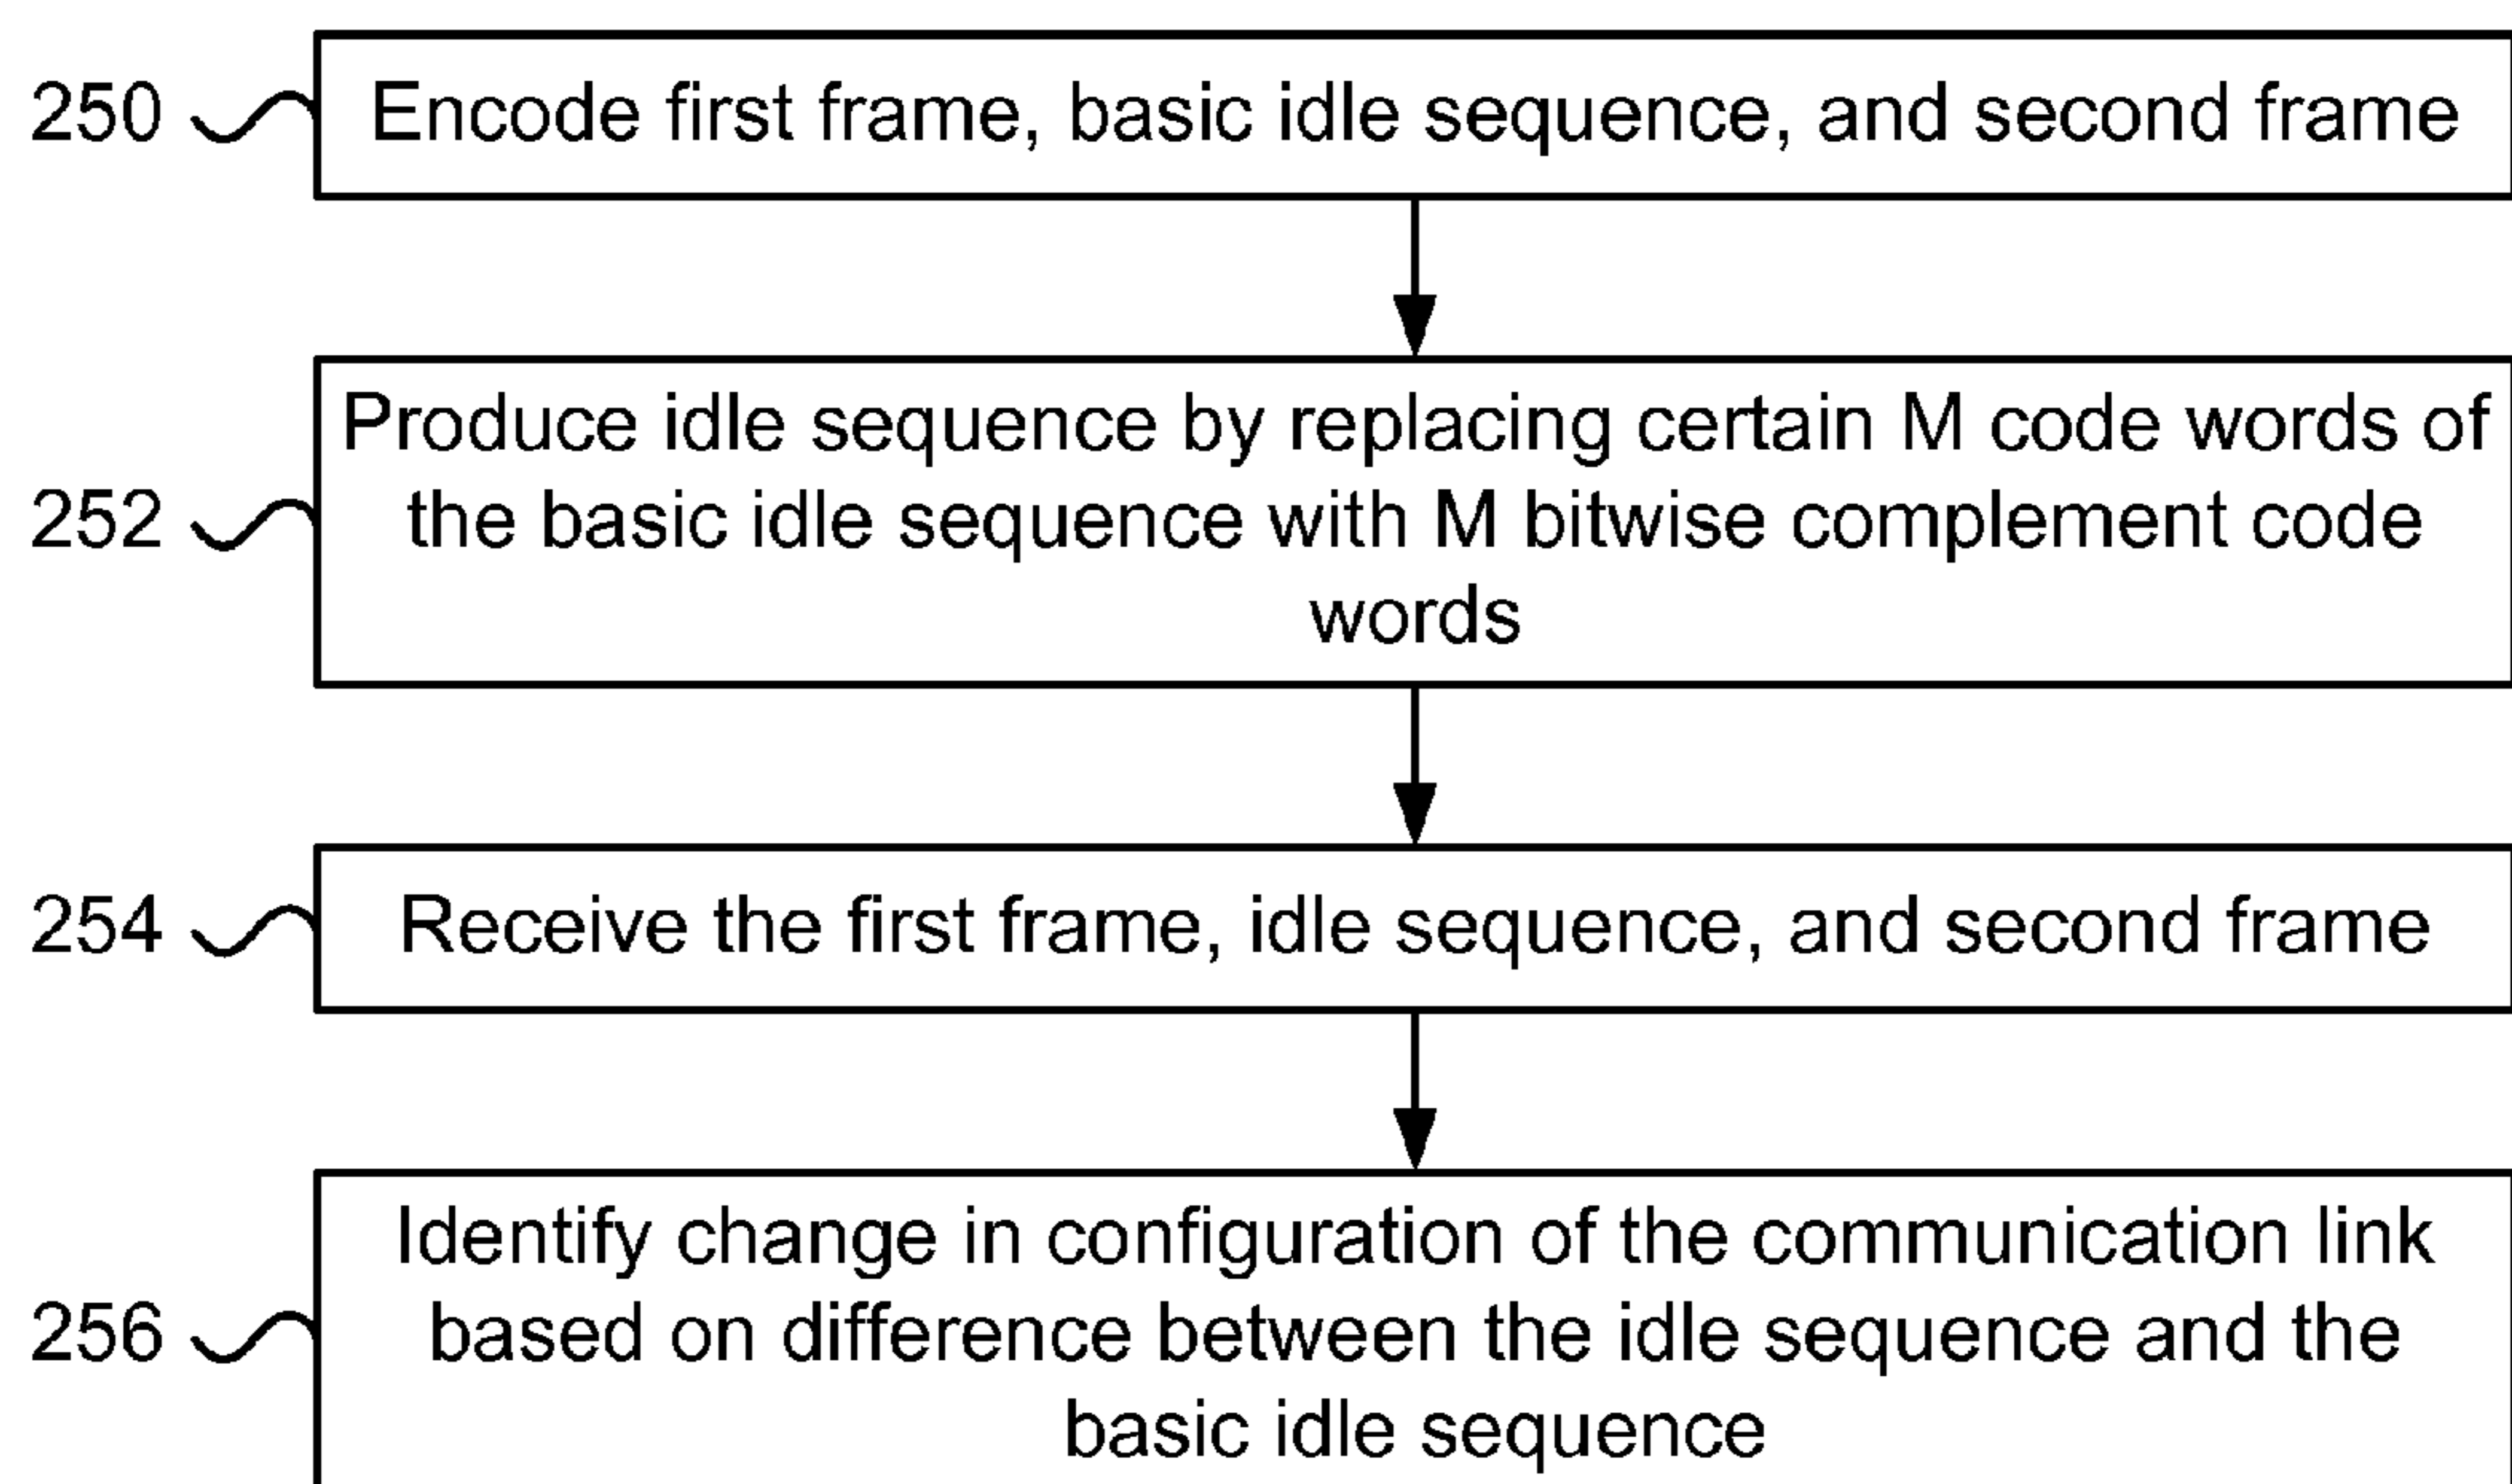 250 Encode first frame, basic idle sequence, and second frame
Produce idle sequence by replacing certain M code words of
252 the basic idle sequence with M bitwise complement code
words
254 Receive the first frame, idle sequence, and second frame
Identify change in configuration of the communication link
256 based on difference between the idle sequence and the
basic idle sequence